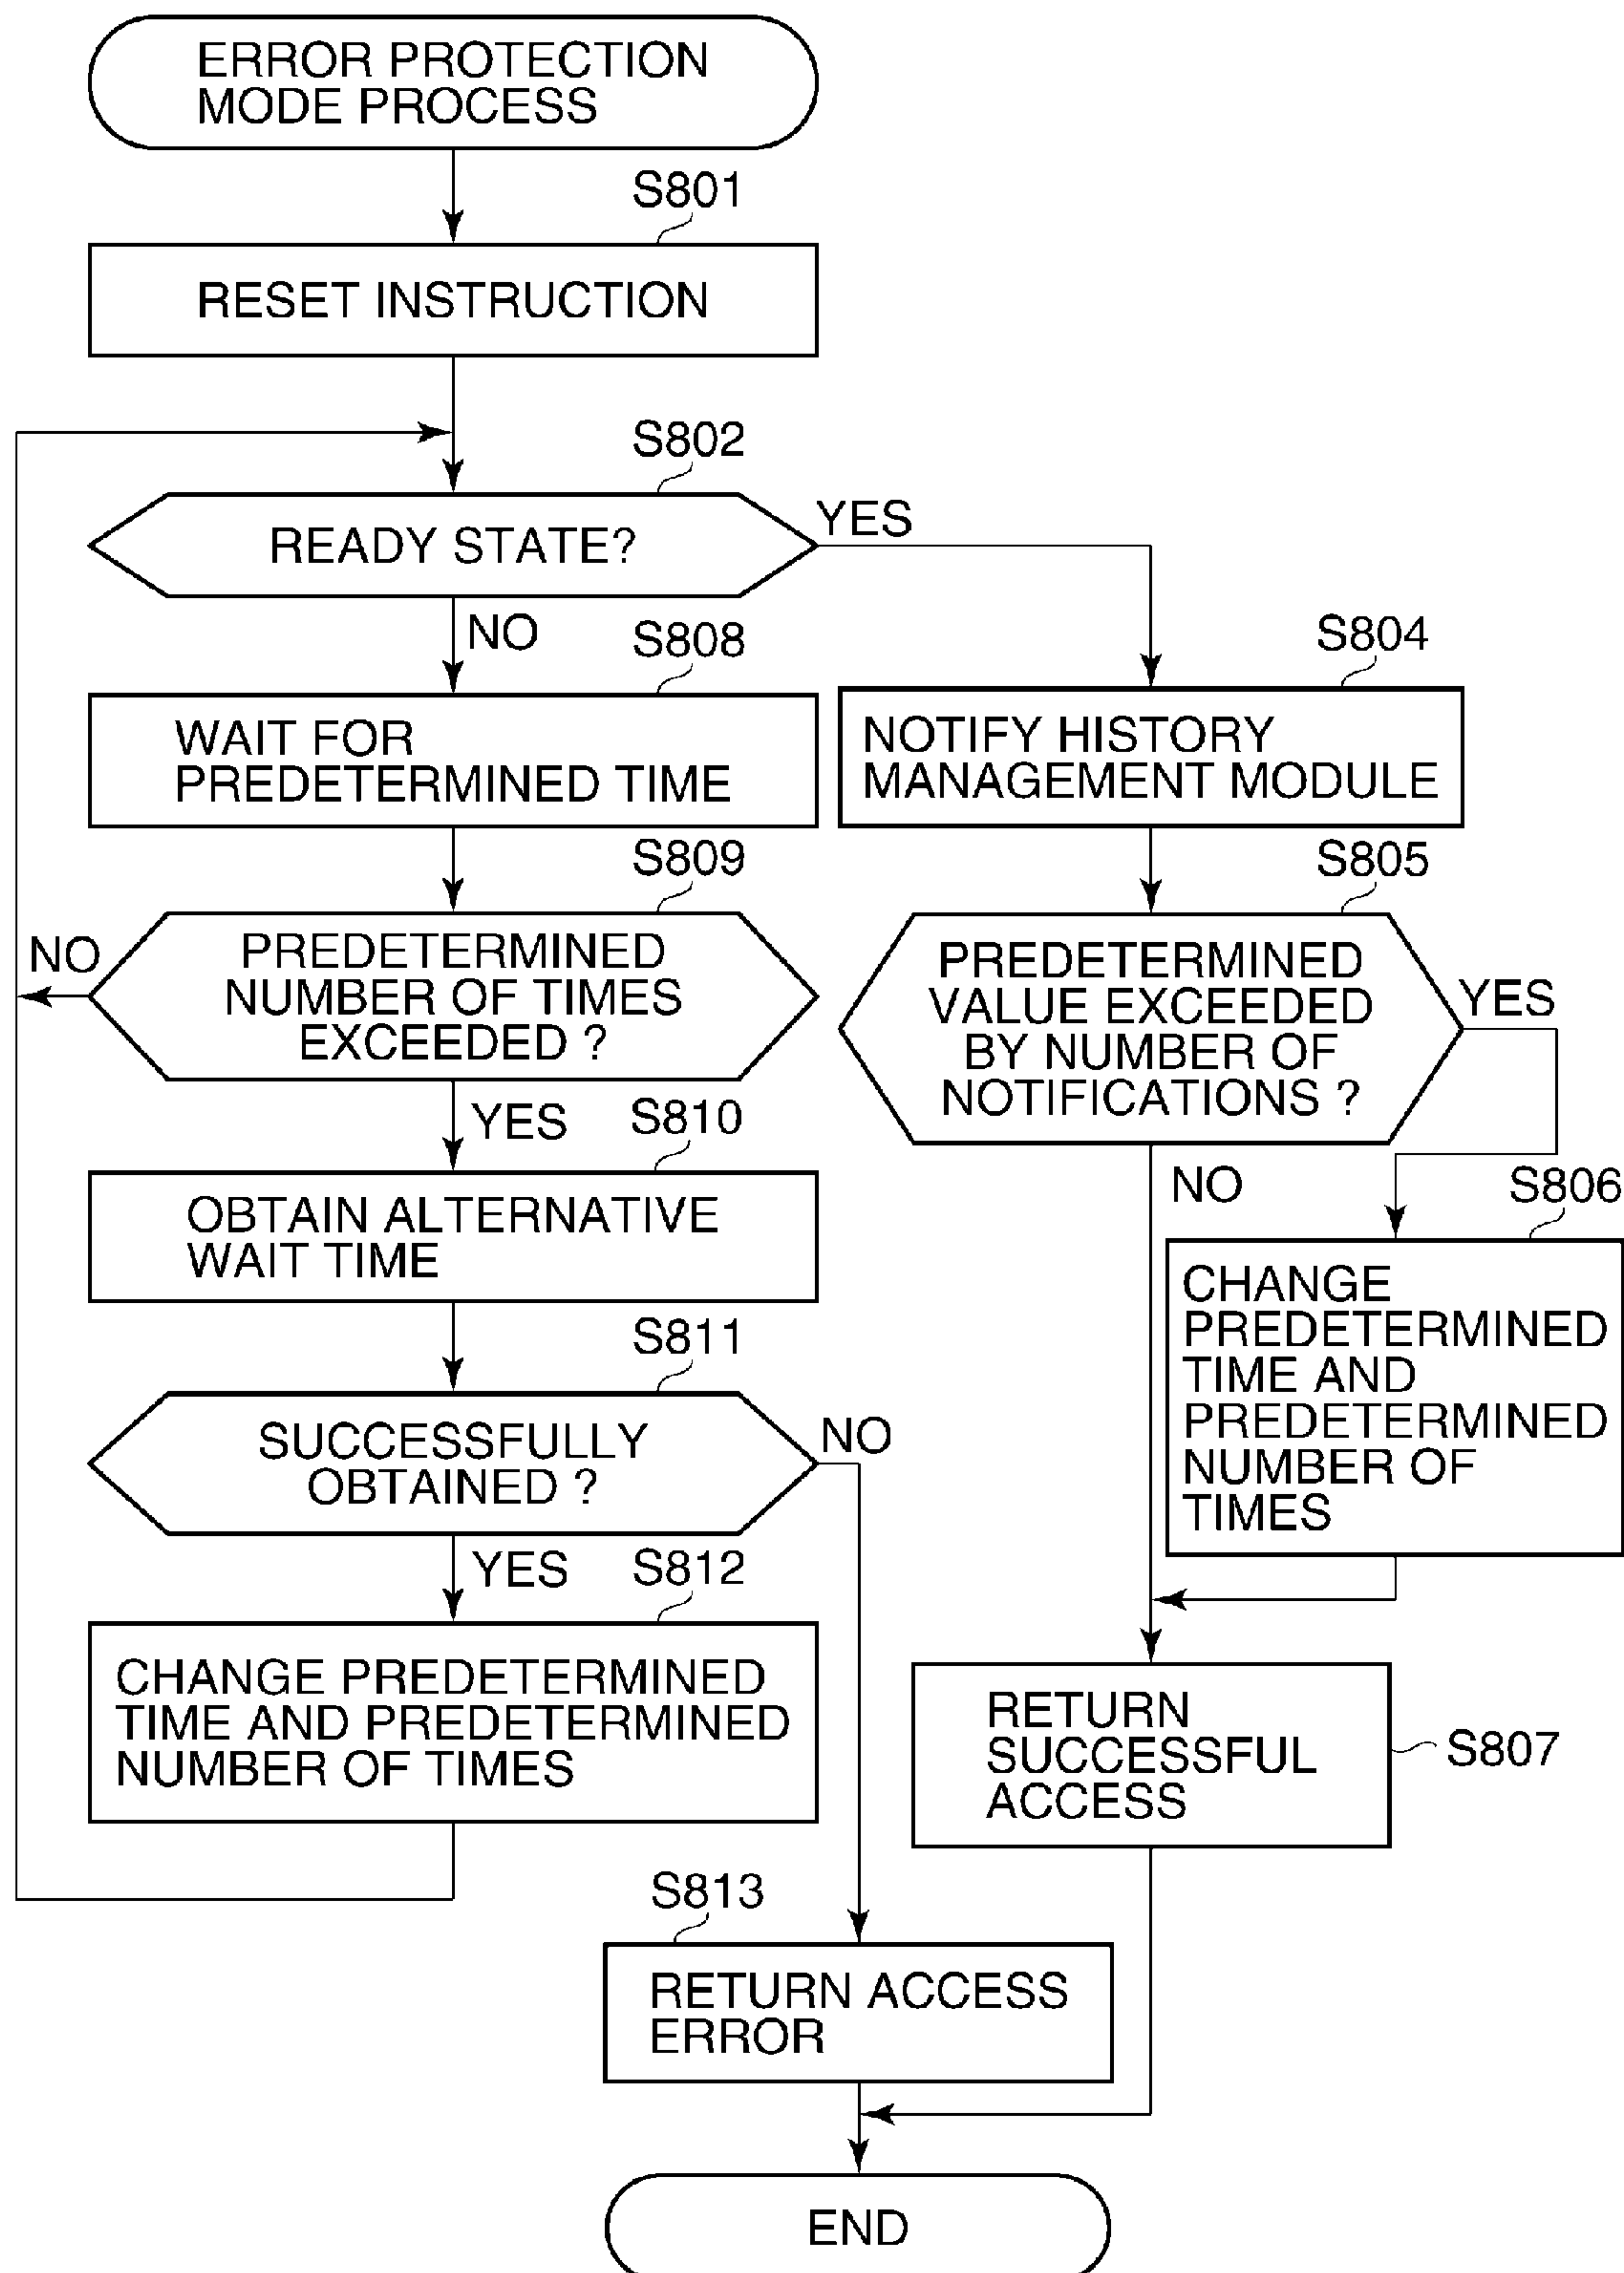 ERROR PROTECTION
MODE PROCESS
S801
RESET INSTRUCTION
S802
READY STATE?
YES
NO
S808
WAIT FOR
PREDETERMINED TIME
S804
NOTIFY HISTORY
MANAGEMENT MODULE
S809
NO
PREDETERMINED
NUMBER OF TIMES
EXCEEDED ?
S805
PREDETERMINED
VALUE EXCEEDED
BY NUMBER OF
NOTIFICATIONS ?
YES
YES
S810
OBTAIN ALTERNATIVE
WAIT TIME
NO
S806
CHANGE
PREDETERMINED
TIME AND
PREDETERMINED
NUMBER OF
TIMES
S811
SUCCESSFULLY
OBTAINED ?
NO
YES
S812
CHANGE PREDETERMINED
TIME AND PREDETERMINED
NUMBER OF TIMES
RETURN
SUCCESSFUL
ACCESS
S807
S813
RETURN ACCESS
ERROR
END